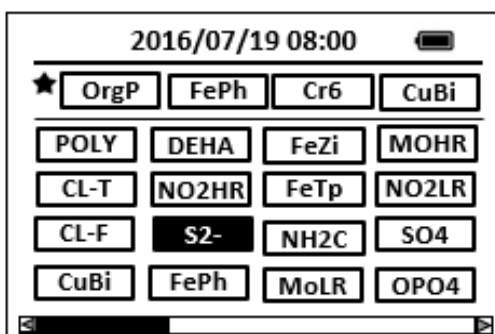 2016/07/19 08:00
OrgP FePh Cr6 CuBi
POLY DEHA FeZi MOHR
CL-T NO2HR FeTp NO2LR
CL-F S2- NH2C SO4
CuBi FePh MoLR OPO4